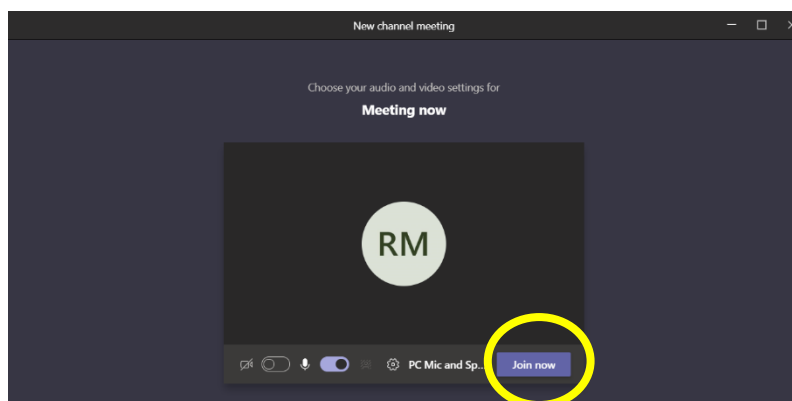 New channel meeting
Choose your audio and video settings for
Meeting now
RM
PC Mic and Sp... Join now